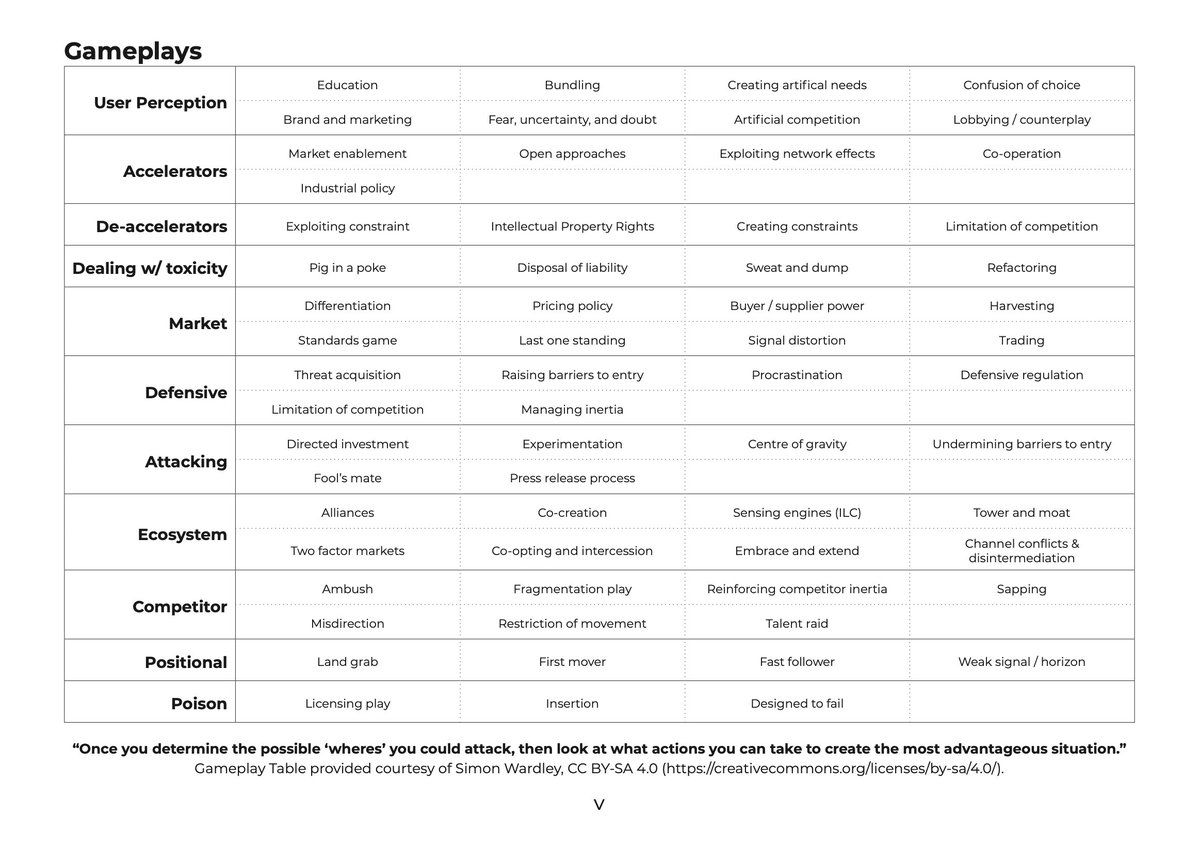 Gameplays
User Perception
Education
Bundling
Creating artifical needs
Confusion of choice
Brand and marketing
Fear, uncertainty, and doubt
Artificial competition
Lobbying / counterplay
Accelerators
Market enablement
Open approaches
Exploiting network effects
Co-operation
Industrial policy
De-accelerators
Exploiting constraint
Intellectual Property Rights
Creating constraints
Limitation of competition
Dealing w/ toxicity
Pig in a poke
Disposal of liability
Sweat and dump
Refactoring
Market
Differentiation
Pricing policy
Buyer / supplier power
Harvesting
Standards game
Last one standing
Signal distortion
Trading
Defensive
Threat acquisition
Raising barriers to entry
Procrastination
Defensive regulation
Limitation of competition
Managing inertia
Attacking
Directed investment
Experimentation
Centre of gravity
Undermining barriers to entry
Fool’s mate
Press release process
Ecosystem
Alliances
Co-creation
Sensing engines (ILC)
Tower and moat
Two factor markets
Co-opting and intercession
Embrace and extend
Channel conflicts &
disintermediation
Competitor
Ambush
Fragmentation play
Reinforcing competitor inertia
Sapping
Misdirection
Restriction of movement
Talent raid
Positional
Land grab
First mover
Fast follower
Weak signal / horizon
Poison
Licensing play
Insertion
Designed to fail
“Once you determine the possible ‘wheres’ you could attack, then look at what actions you can take to create the most advantageous situation.”
Gameplay Table provided courtesy of Simon Wardley, CC BY-SA 4.0 (https://creativecommons.org/licenses/by-sa/4.0/).
V